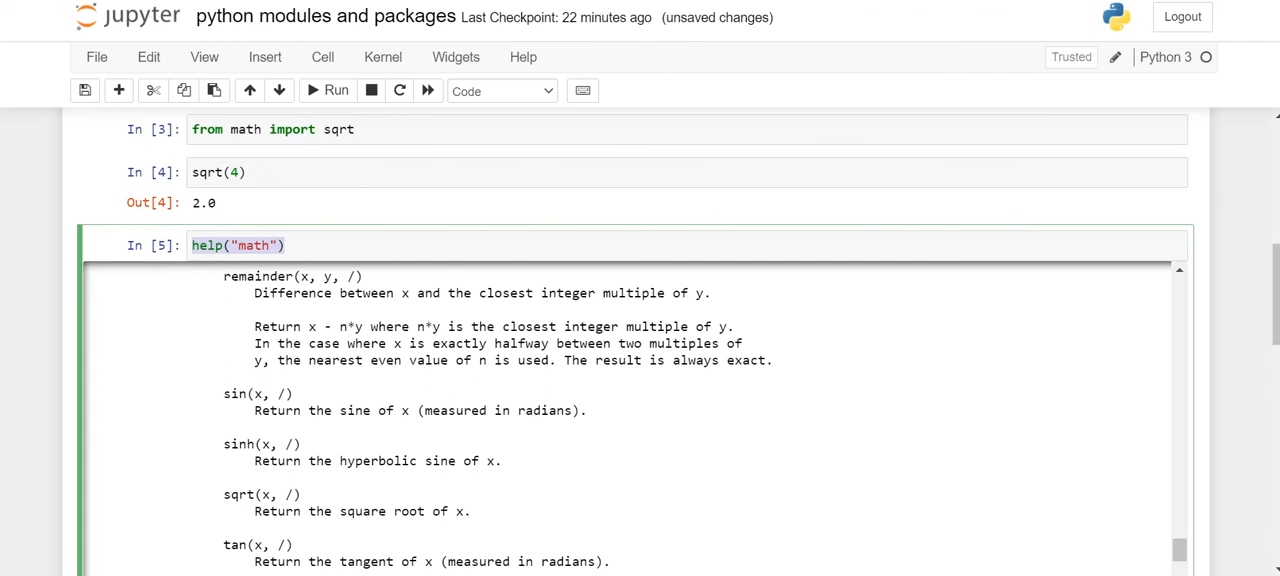 jupyter python modules and packages Last Checkpoint: 22 minutes ago (unsaved changes) Logout
File Edit View Insert Cell Kernel Widgets Help Trusted Python 3
Run Code
In [3]: from math import sqrt
In [4]: sqrt(4)
Out[4]: 2.0
In [5]: help("math")
remainder(x, y, /)
Difference between x and the closest integer multiple of y.
Return x - n*y where n*y is the closest integer multiple of y.
In the case where x is exactly halfway between two multiples of
y, the nearest even value of n is used. The result is always exact.
sin(x, /)
Return the sine of x (measured in radians).
sinh(x, /)
Return the hyperbolic sine of x.
sqrt(x, /)
Return the square root of x.
tan(x, /)
Return the tangent of x (measured in radians).